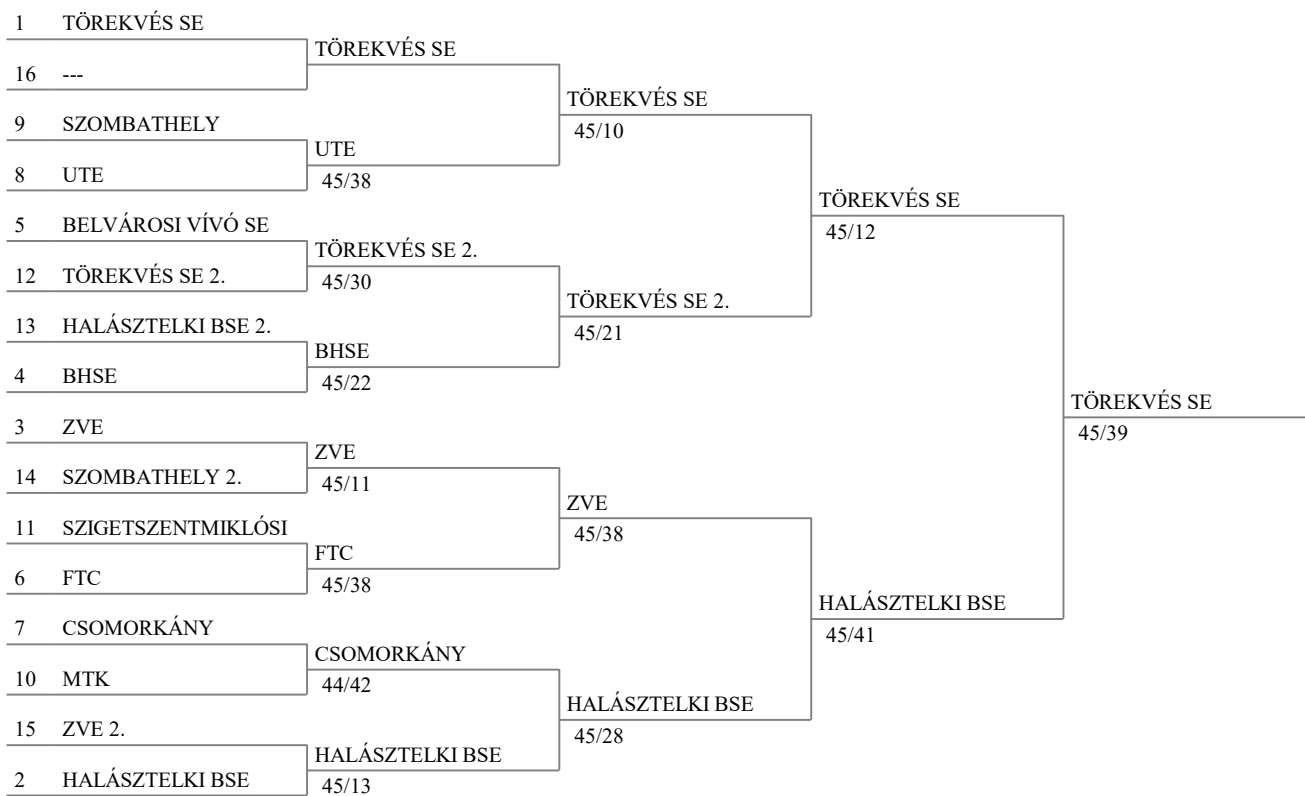 1 TÖREKVÉS SE
TÖREKVÉS SE
16 ---
TÖREKVÉS SE
45/10
9 SZOMBATHELY
UTE
45/38
8 UTE
TÖREKVÉS SE
45/12
5 BELVÁROSI VÍVÓ SE
TÖREKVÉS SE 2.
45/30
12 TÖREKVÉS SE 2.
TÖREKVÉS SE 2.
45/21
13 HALÁSZTELKI BSE 2.
BHSE
45/22
4 BHSE
TÖREKVÉS SE
45/39
3 ZVE
ZVE
45/11
14 SZOMBATHELY 2.
ZVE
45/38
11 SZIGETSZENTMIKLÓSI
FTC
45/38
6 FTC
HALÁSZTELKI BSE
45/41
7 CSOMORKÁNY
CSOMORKÁNY
44/42
10 MTK
HALÁSZTELKI BSE
45/28
15 ZVE 2.
HALÁSZTELKI BSE
45/13
2 HALÁSZTELKI BSE